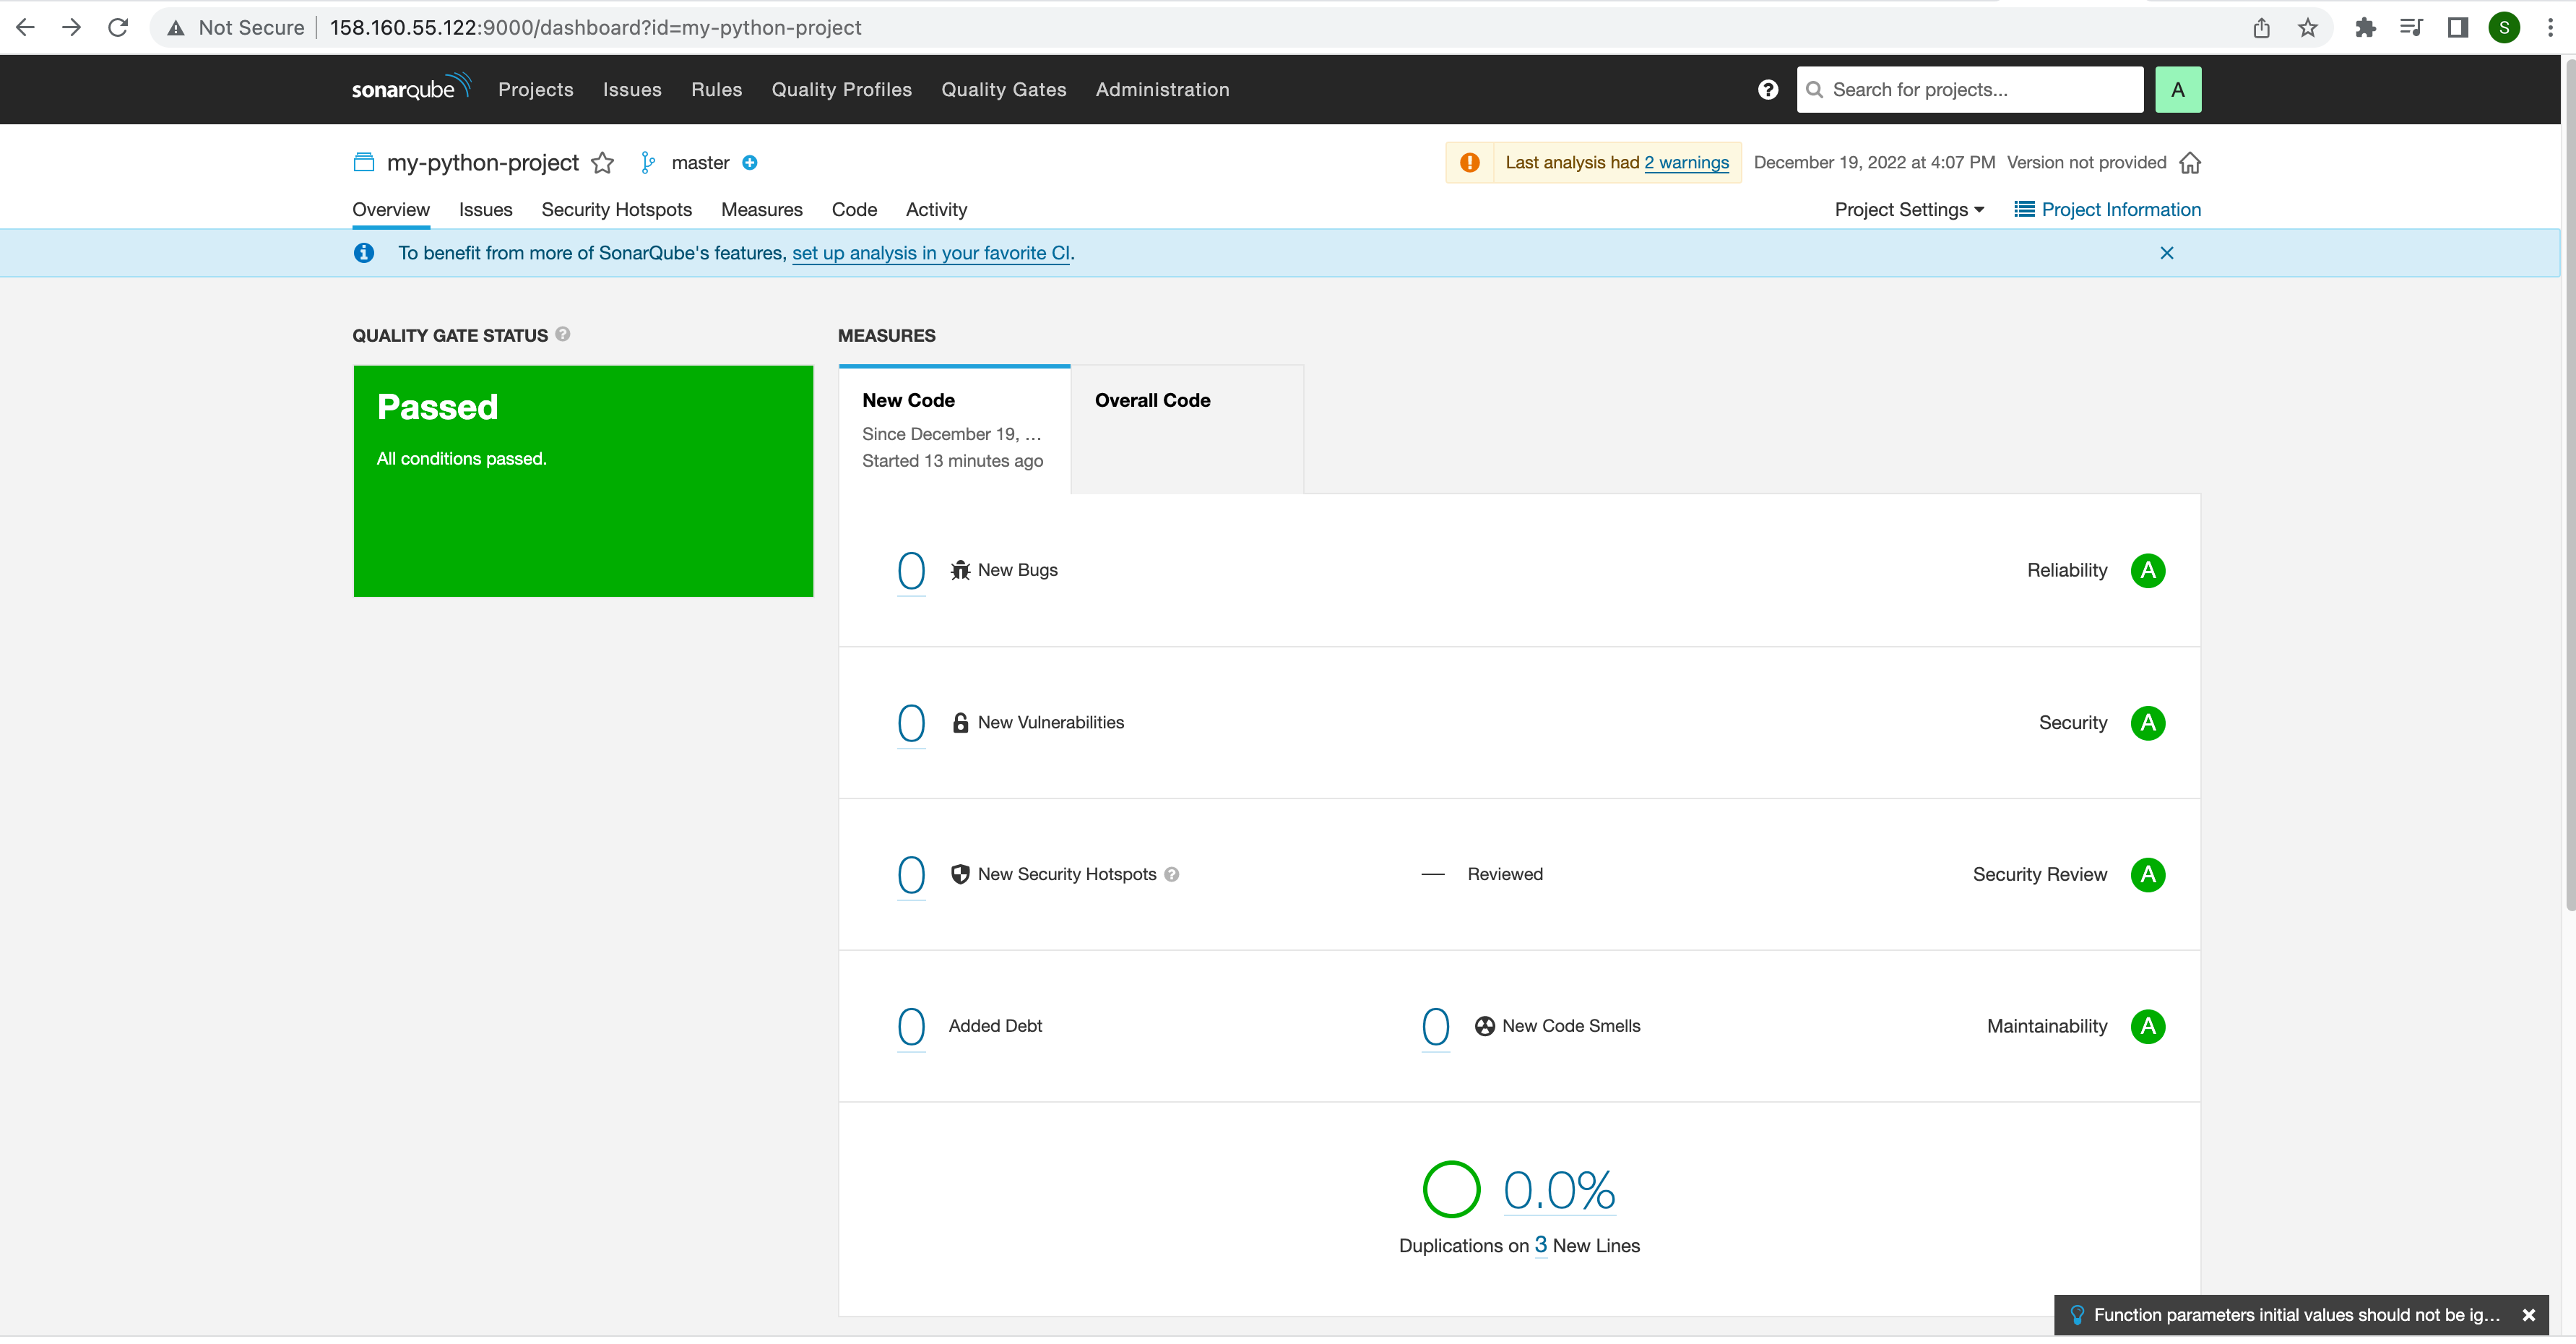 Not Secure | 158.160.55.122:9000/dashboard?id=my-python-project S
sonarqube Projects Issues Rules Quality Profiles Quality Gates Administration ? Search for projects... A
my-python-project master Last analysis had 2 warnings December 19, 2022 at 4:07 PM Version not provided
Overview Issues Security Hotspots Measures Code Activity Project Settings Project Information
To benefit from more of SonarQube's features, set up analysis in your favorite CI.
QUALITY GATE STATUS ? MEASURES
Passed
All conditions passed.
New Code Overall Code
Since December 19, ...
Started 13 minutes ago
0 New Bugs Reliability A
0 New Vulnerabilities Security A
0 New Security Hotspots ? — Reviewed Security Review A
0 Added Debt 0 New Code Smells Maintainability A
0.0%
Duplications on 3 New Lines
Function parameters initial values should not be ig...